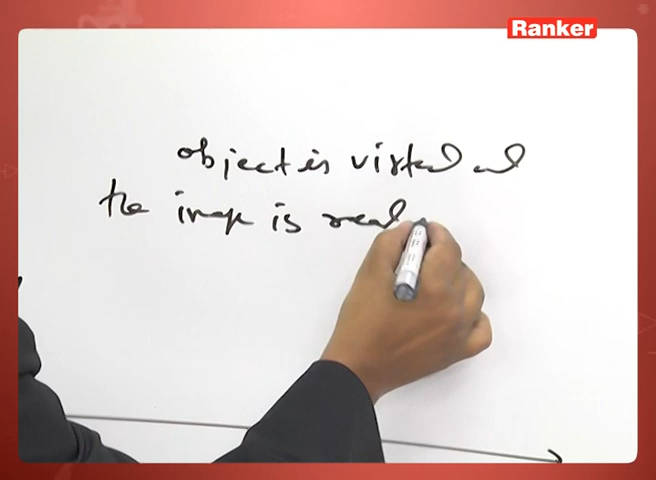 Ranker
object is virtual and
the image is real